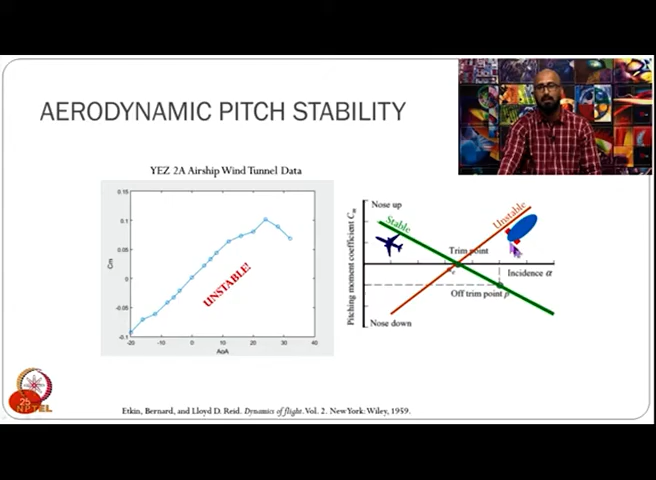 AERODYNAMIC PITCH STABILITY
YEZ 2A Airship Wind Tunnel Data
0.15
0.1
0.05
0
-0.05
-0.1
Cm
-20
-10
0
10
20
30
40
AoA
UNSTABLE!
Pitching moment coefficient Cm
Nose up
Stable
Unstable
Trim point
Incidence α
Off trim point p
Nose down
25
NPTEL
Etkin, Bernard, and Lloyd D. Reid. Dynamics of flight. Vol. 2. New York: Wiley, 1959.